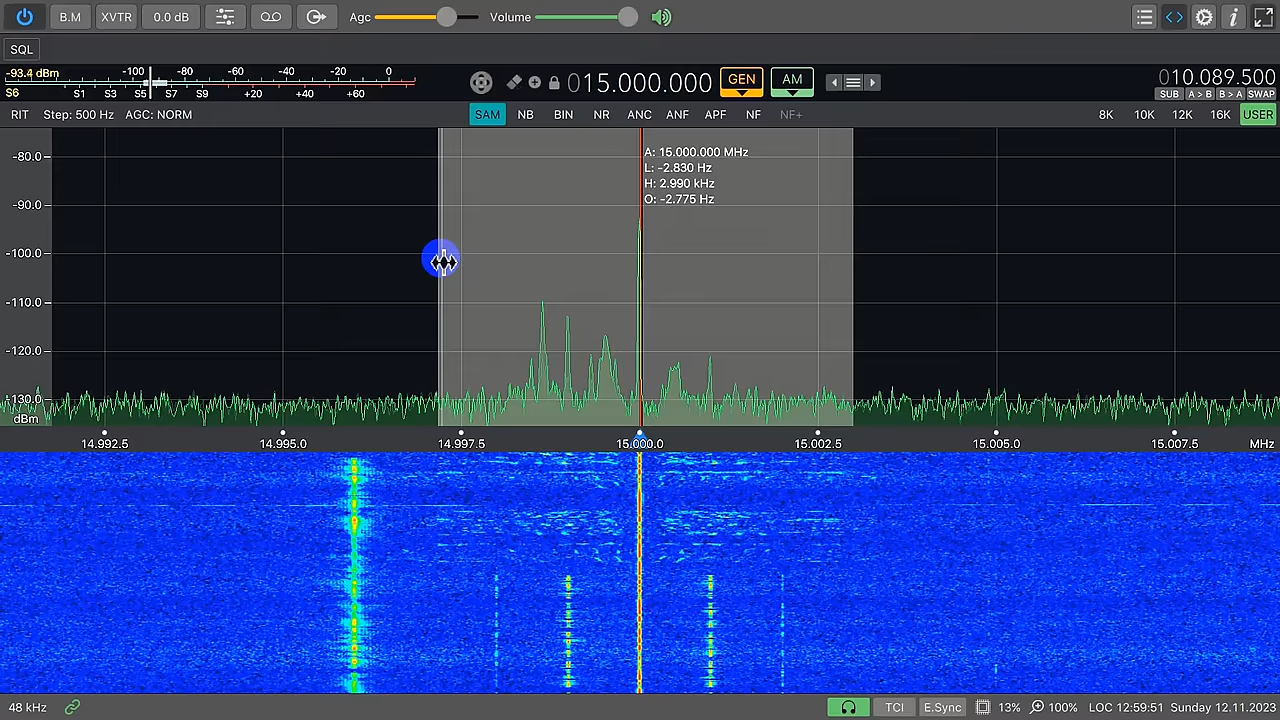 B.M XVTR 0.0 dB Agc Volume
SQL
-93.4 dBm -100 -80 -60 -40 -20 0
S6 S1 S3 S5 S7 S9 +20 +40 +60
015.000.000 GEN AM
010.089.500
SUB A > B B > A SWAP
RIT Step: 500 Hz AGC: NORM SAM NB BIN NR ANC ANF APF NF NF+ 8K 10K 12K 16K USER
A: 15.000.000 MHz
L: -2.830 Hz
H: 2.990 kHz
O: -2.775 Hz
-80.0
-90.0
-100.0
-110.0
-120.0
-130.0
dBm
14.992.5 14.995.0 14.997.5 15.000.0 15.002.5 15.005.0 15.007.5 MHz
48 kHz TCI E.Sync 13% 100% LOC 12:59:51 Sunday 12.11.2023